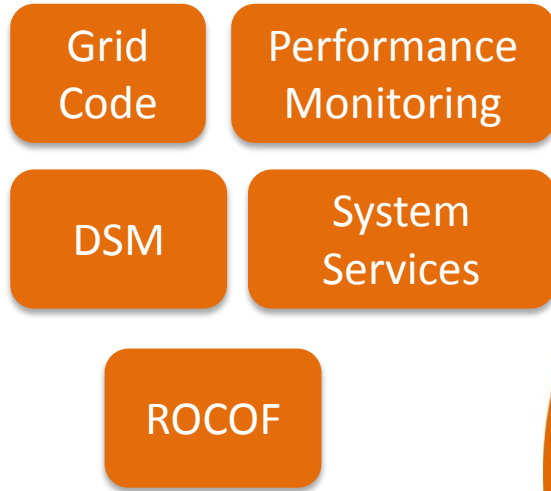 Grid
Code
Performance
Monitoring
DSM
System
Services
ROCOF